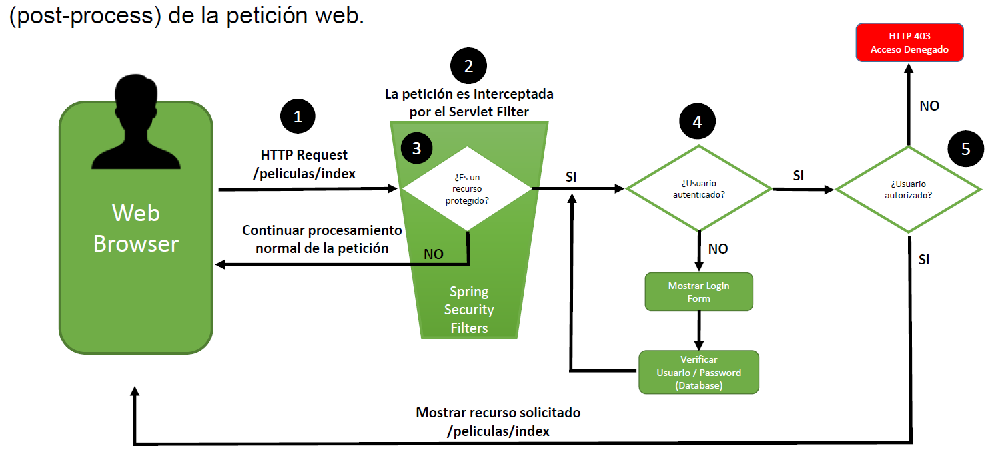 (post-process) de la petición web.
HTTP 403
Acceso Denegado
2
La petición es Interceptada
por el Servlet Filter
NO
1
4
3
5
HTTP Request
/peliculas/index
¿Es un
recurso
protegido?
SI
¿Usuario
autenticado?
SI
¿Usuario
autorizado?
Web
Browser
Continuar procesamiento
normal de la petición
NO
NO
SI
Mostrar Login
Form
Spring
Security
Filters
Verificar
Usuario / Password
(Database)
Mostrar recurso solicitado
/peliculas/index